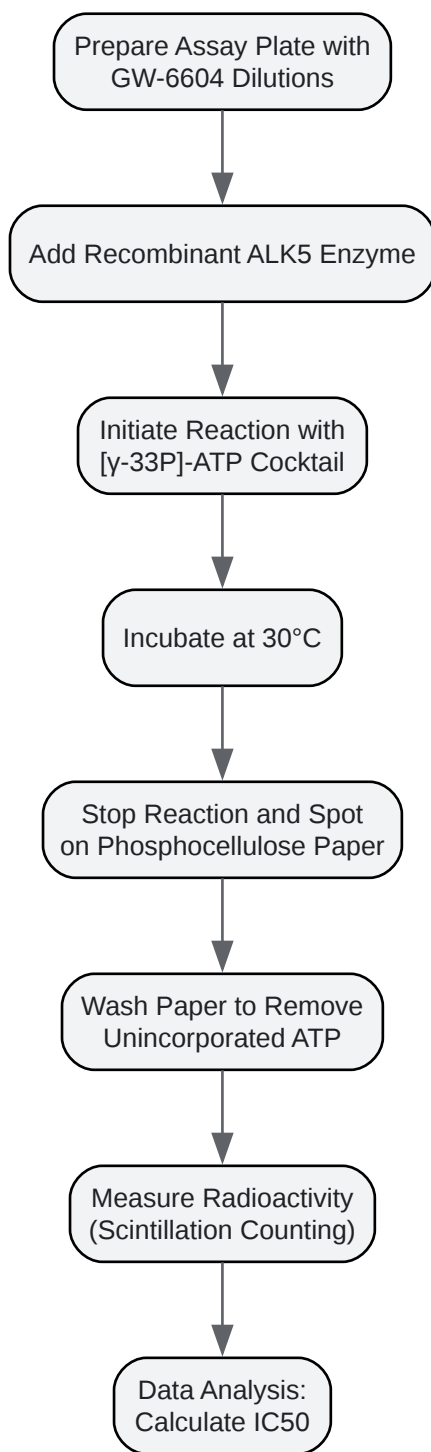 Prepare Assay Plate with
GW-6604 Dilutions
Add Recombinant ALK5 Enzyme
Initiate Reaction with
[γ-33P]-ATP Cocktail
Incubate at 30°C
Stop Reaction and Spot
on Phosphocellulose Paper
Wash Paper to Remove
Unincorporated ATP
Measure Radioactivity
(Scintillation Counting)
Data Analysis:
Calculate IC50